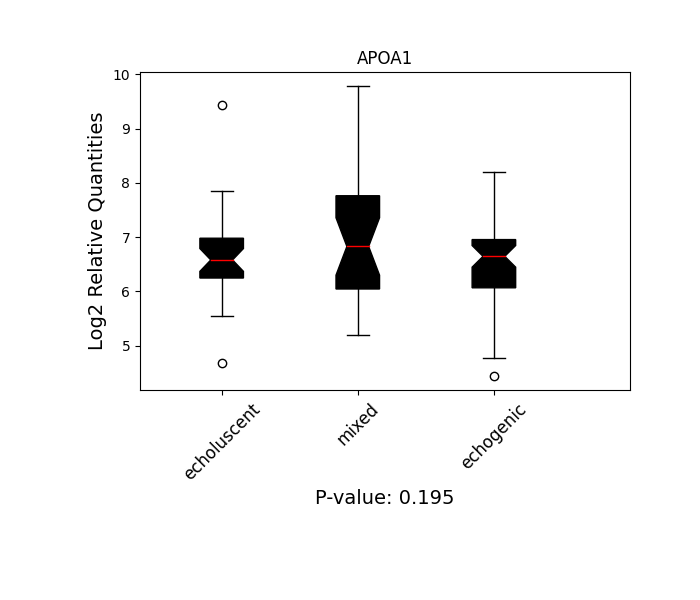 APOA1
Log2 Relative Quantities
10
9
8
7
6
5
echoluscent
mixed
echogenic
P-value: 0.195